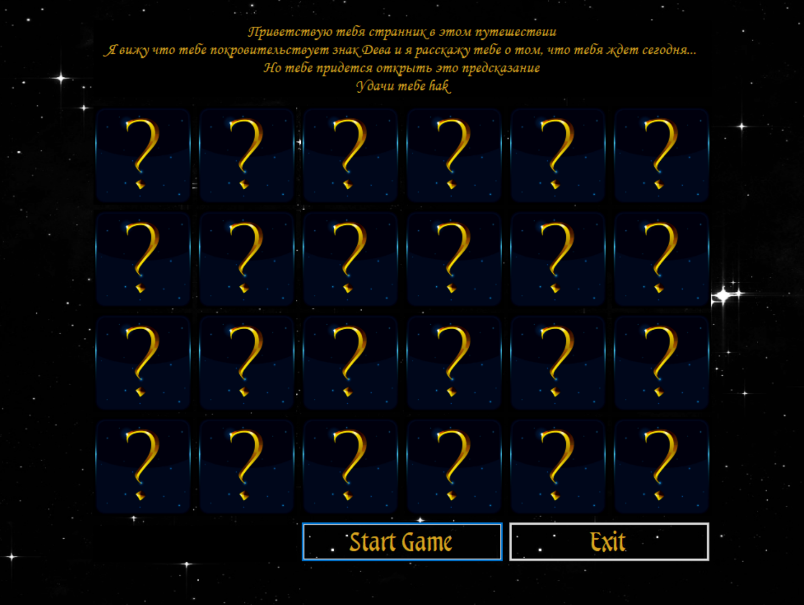 Приветствую тебя странник в этом путешествии
Я вижу что тебе покровительствует знак Дева и я расскажу тебе о том, что тебя ждет сегодня...
Но тебе придется открыть это предсказание
Удачи тебе hak
? ? ? ? ? ?
? ? ? ? ? ?
? ? ? ? ? ?
? ? ? ? ? ?
Start Game Exit